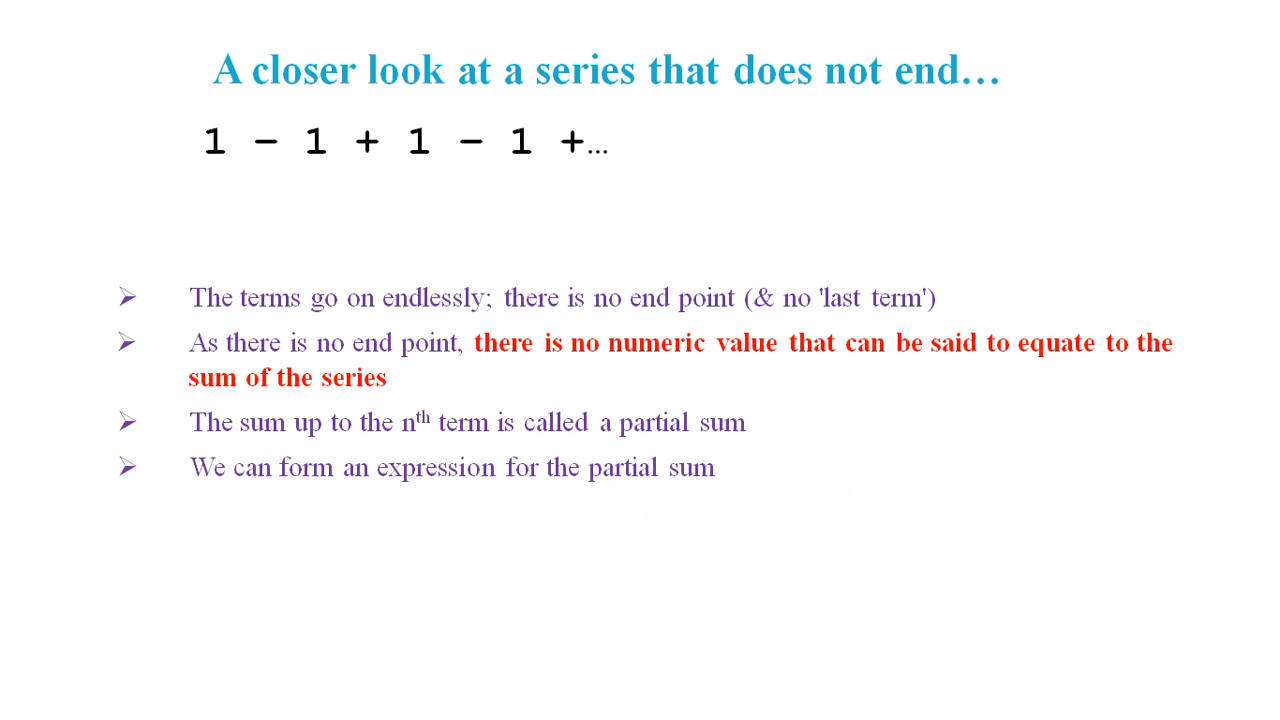 A closer look at a series that does not end…
1 − 1 + 1 − 1 +…
➢ The terms go on endlessly; there is no end point (& no 'last term')
➢ As there is no end point, there is no numeric value that can be said to equate to the
sum of the series
➢ The sum up to the nth term is called a partial sum
➢ We can form an expression for the partial sum